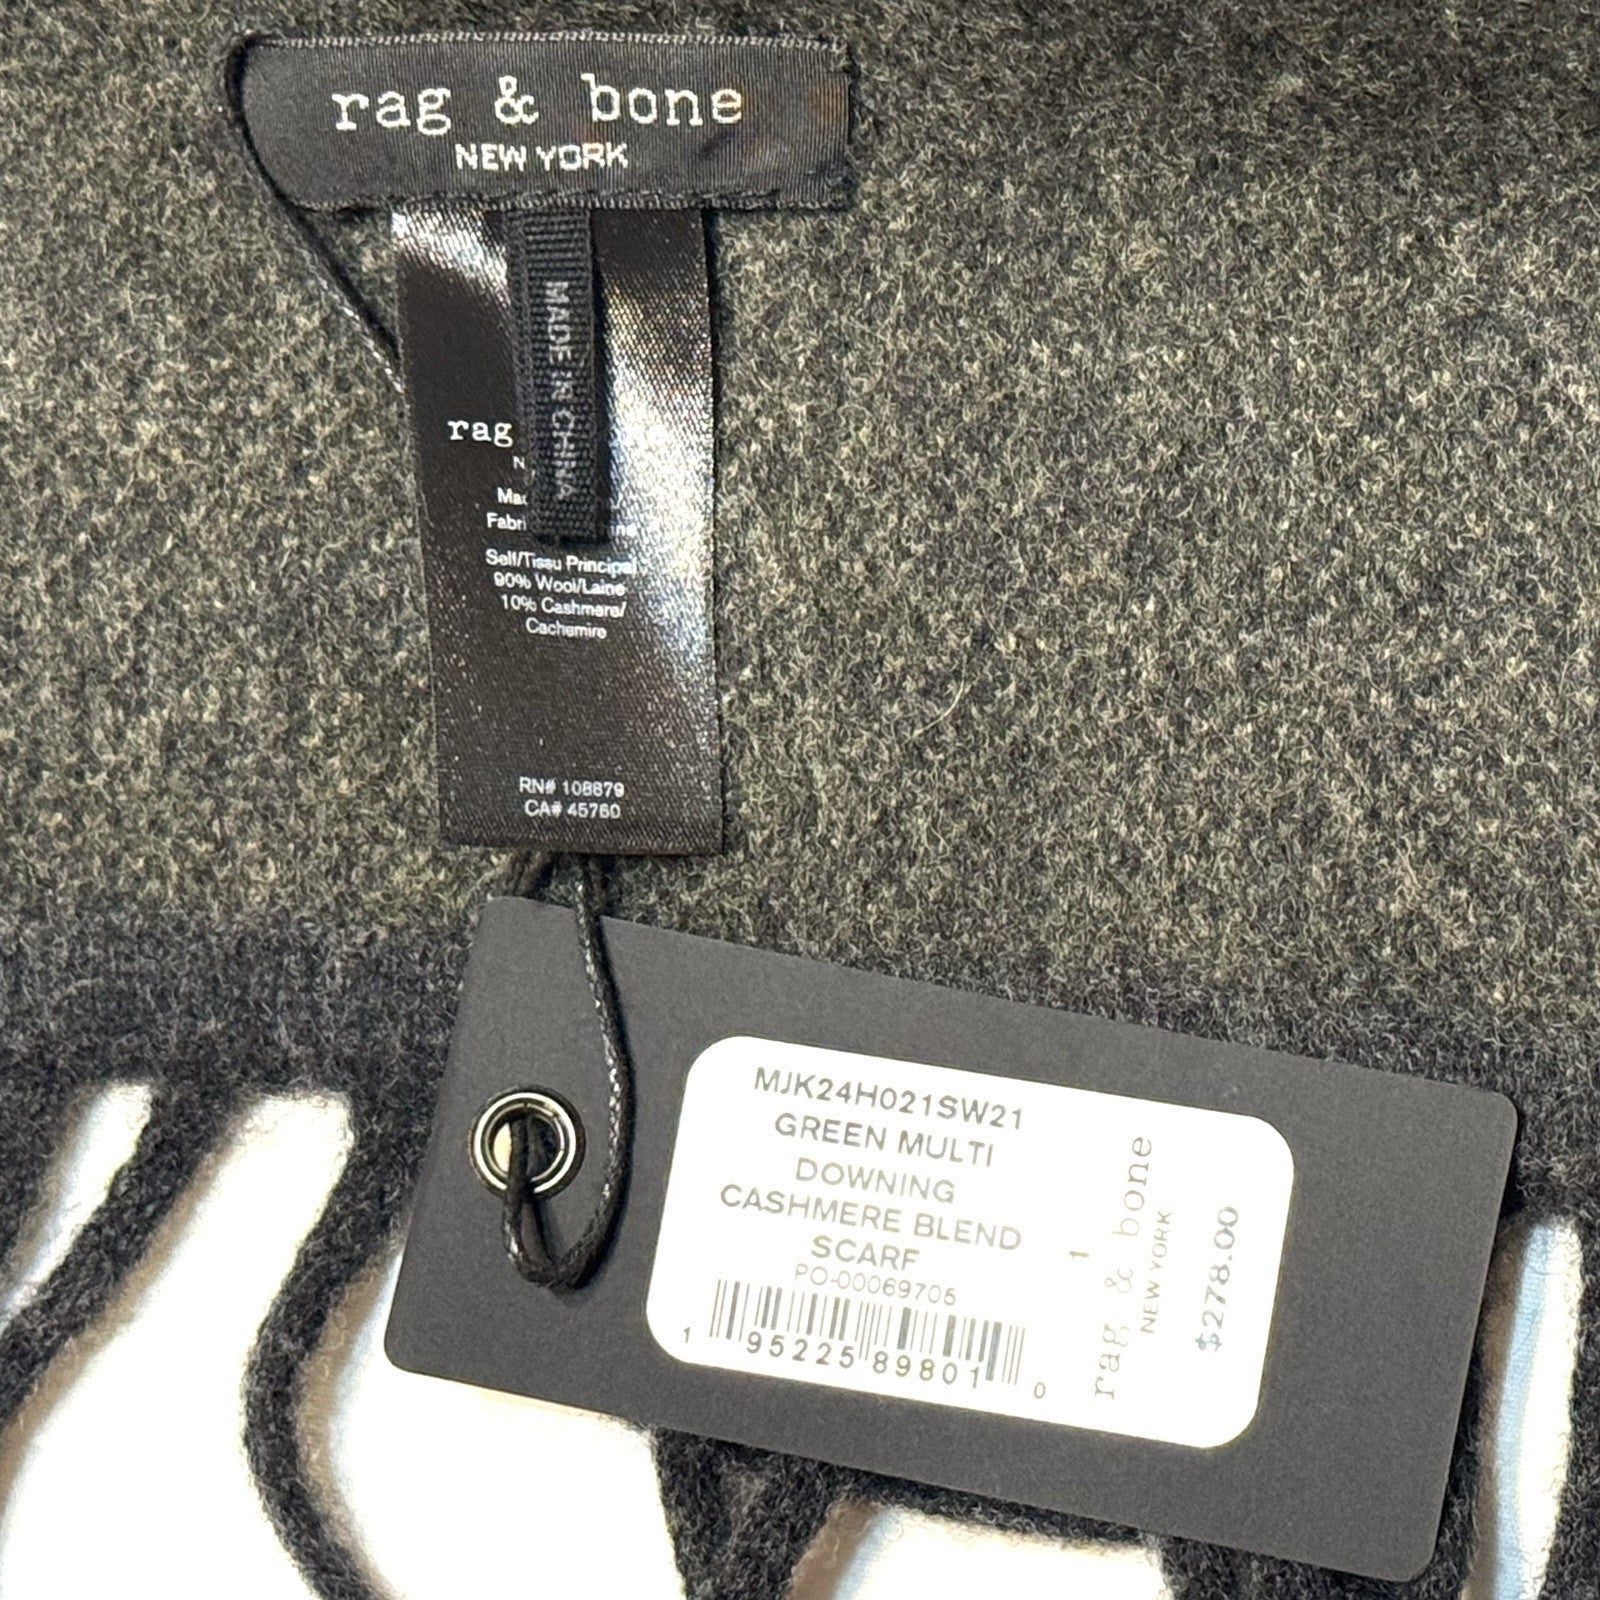 rag & bone
NEW YORK
MADE IN CHINA
rag
Self/Tissu Principal
90% Wool/Laine
10% Cashmere/
Cachemire
RN# 108879
CA# 45760
MJK24H021SW21
GREEN MULTI
DOWNING
CASHMERE BLEND
SCARF
PO-00069705
1 95225 89801 0
1
rag & bone
NEW YORK
$278.00